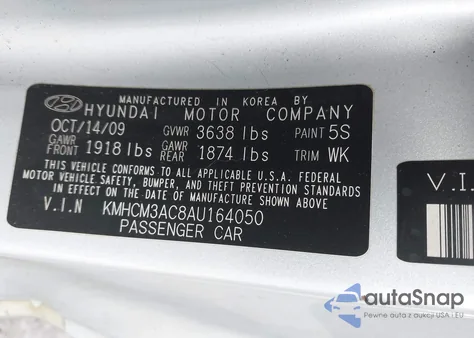 MANUFACTURED IN KOREA BY
HYUNDAI MOTOR COMPANY
OCT/14/09 GVWR 3638 lbs PAINT 5S
GAWR FRONT 1918 lbs GAWR REAR 1874 lbs TRIM WK
THIS VEHICLE CONFORMS TO ALL APPLICABLE U.S.A. FEDERAL
MOTOR VEHICLE SAFETY, BUMPER, AND THEFT PREVENTION STANDARDS
IN EFFECT ON THE DATE OF MANUFACTURE SHOWN ABOVE
V.I.N KMHCM3AC8AU164050
PASSENGER CAR
V.I.
autoSnap
Pewne auta z aukcji USA i EU